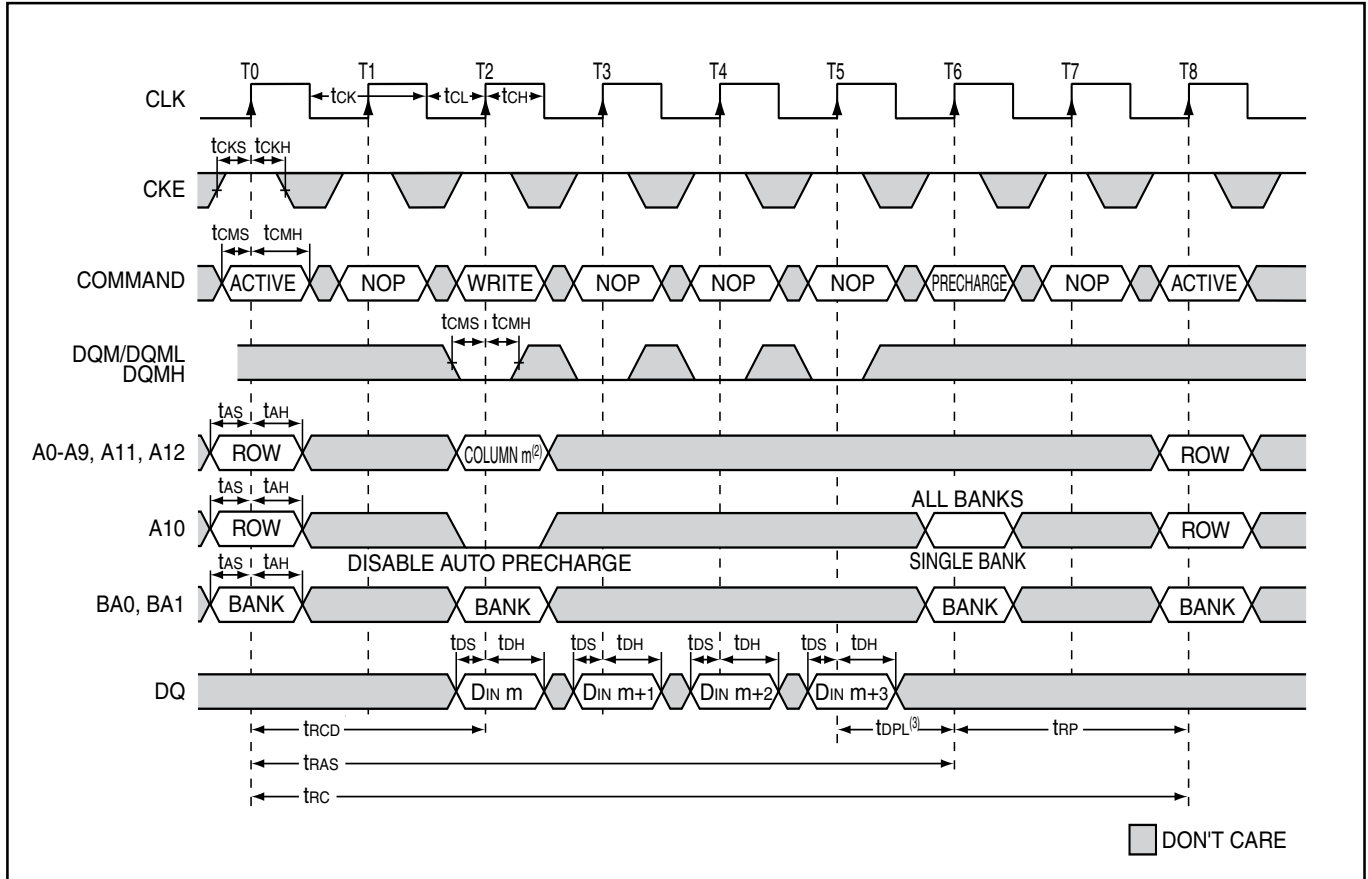 T0 T1 T2 T3 T4 T5 T6 T7 T8
CLK tCK tCL tCH
tCKS tCKH
CKE
tCMS tCMH
COMMAND ACTIVE NOP WRITE NOP NOP NOP PRECHARGE NOP ACTIVE
tCMS tCMH
DQM/DQML
DQMH
tAS tAH
A0-A9, A11, A12 ROW COLUMN m(2) ROW
tAS tAH ALL BANKS
A10 ROW ROW
tAS tAH DISABLE AUTO PRECHARGE SINGLE BANK
BA0, BA1 BANK BANK BANK BANK
tDS tDH tDS tDH tDS tDH tDS tDH
DQ DIN m DIN m+1 DIN m+2 DIN m+3
tRCD tDPL(3) tRP
tRAS
tRC
DON'T CARE